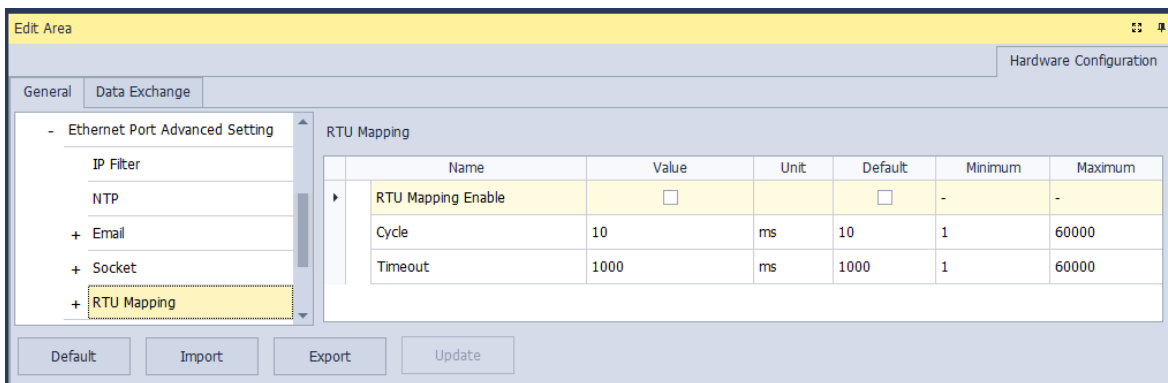 Edit Area
Hardware Configuration
General Data Exchange
- Ethernet Port Advanced Setting
IP Filter
NTP
+ Email
+ Socket
+ RTU Mapping
RTU Mapping
Name Value Unit Default Minimum Maximum
RTU Mapping Enable - -
Cycle 10 ms 10 1 60000
Timeout 1000 ms 1000 1 60000
Default Import Export Update